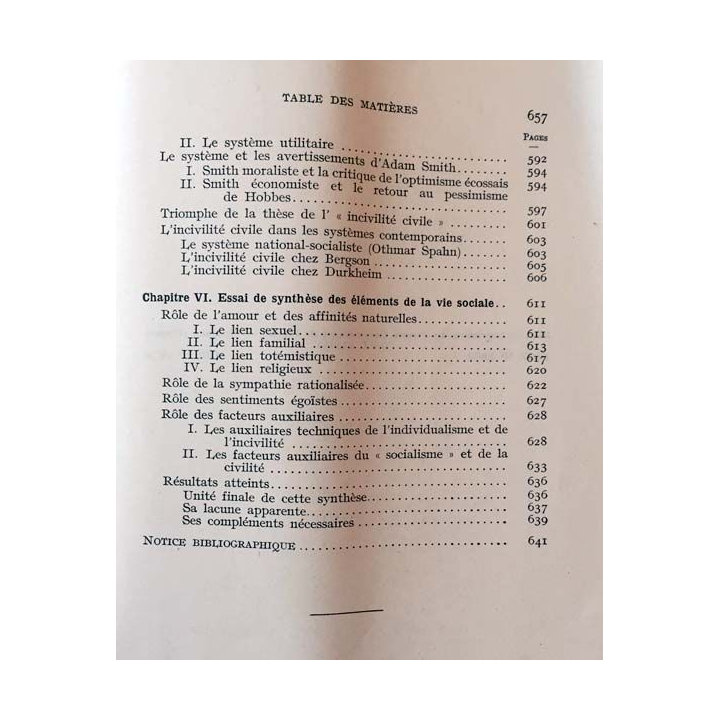 TABLE DES MATIÈRES 657
PAGES
II. Le système utilitaire .......... 592
Le système et les avertissements d'Adam Smith.......... 594
I. Smith moraliste et la critique de l'optimisme écossais 594
II. Smith économiste et le retour au pessimisme
de Hobbes.......... 597
Triomphe de la thèse de l' « incivilité civile » .......... 601
L'incivilité civile dans les systèmes contemporains.......... 603
Le système national-socialiste (Othmar Spahn).......... 603
L'incivilité civile chez Bergson .......... 605
L'incivilité civile chez Durkheim .......... 606
Chapitre VI. Essai de synthèse des éléments de la vie sociale.. 611
Rôle de l'amour et des affinités naturelles.......... 611
I. Le lien sexuel.......... 611
II. Le lien familial .......... 613
III. Le lien totémistique .......... 617
IV. Le lien religieux .......... 620
Rôle de la sympathie rationalisée.......... 622
Rôle des sentiments égoïstes.......... 627
Rôle des facteurs auxiliaires .......... 628
I. Les auxiliaires techniques de l'individualisme et de
l'incivilité .......... 628
II. Les facteurs auxiliaires du « socialisme » et de la
civilité .......... 633
Résultats atteints.......... 636
Unité finale de cette synthèse.......... 636
Sa lacune apparente.......... 637
Ses compléments nécessaires .......... 639
NOTICE BIBLIOGRAPHIQUE .......... 641